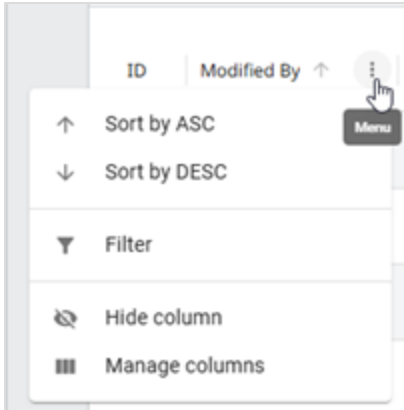 ID Modified By
Menu
Sort by ASC
Sort by DESC
Filter
Hide column
Manage columns